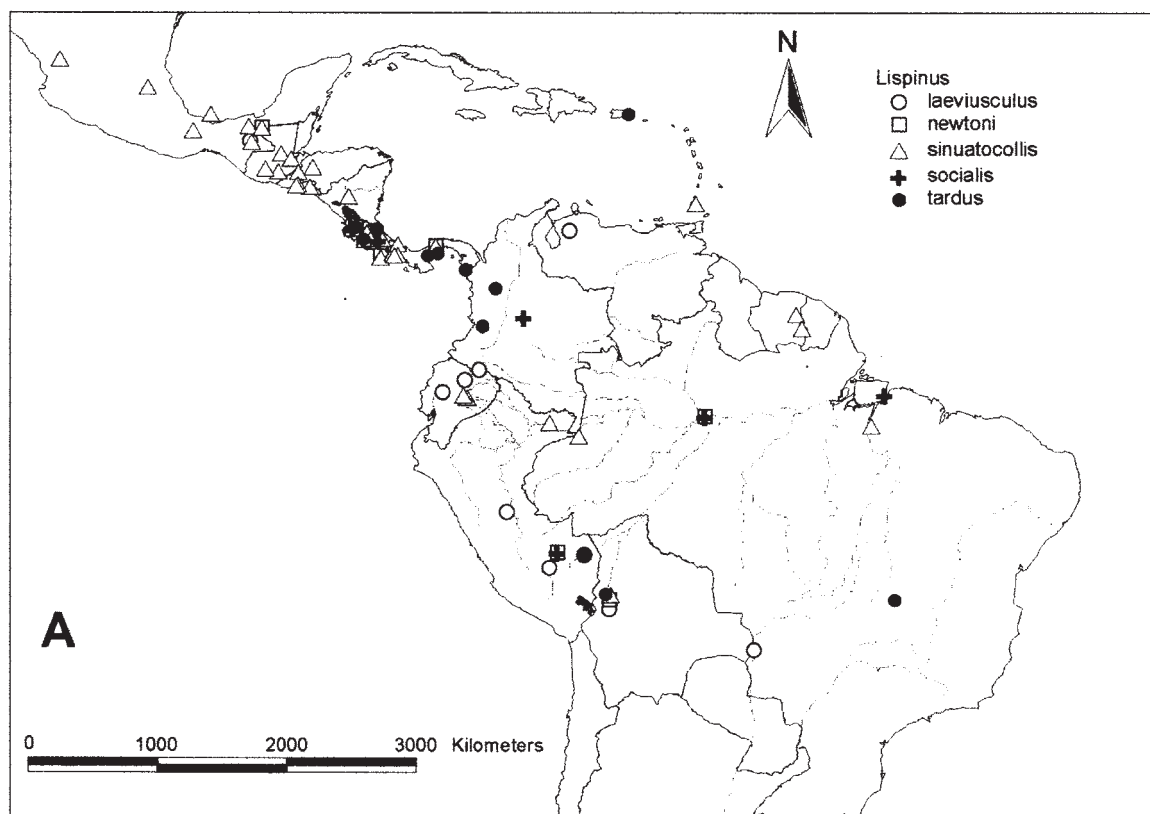 N
Lispinus
laeviusculus
newtoni
sinuatocollis
socialis
tardus
A
0 1000 2000 3000 Kilometers